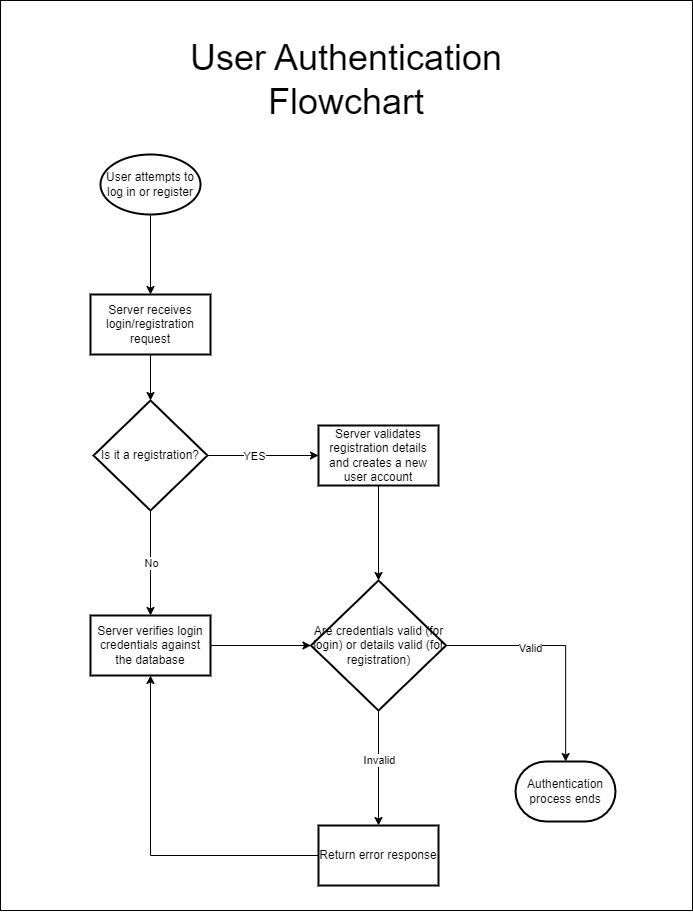 User Authentication
Flowchart
User attempts to
log in or register
Server receives
login/registration
request
Is it a registration?
YES
Server validates
registration details
and creates a new
user account
No
Server verifies login
credentials against
the database
Are credentials valid (for
login) or details valid (for
registration)
Valid
Invalid
Authentication
process ends
Return error response